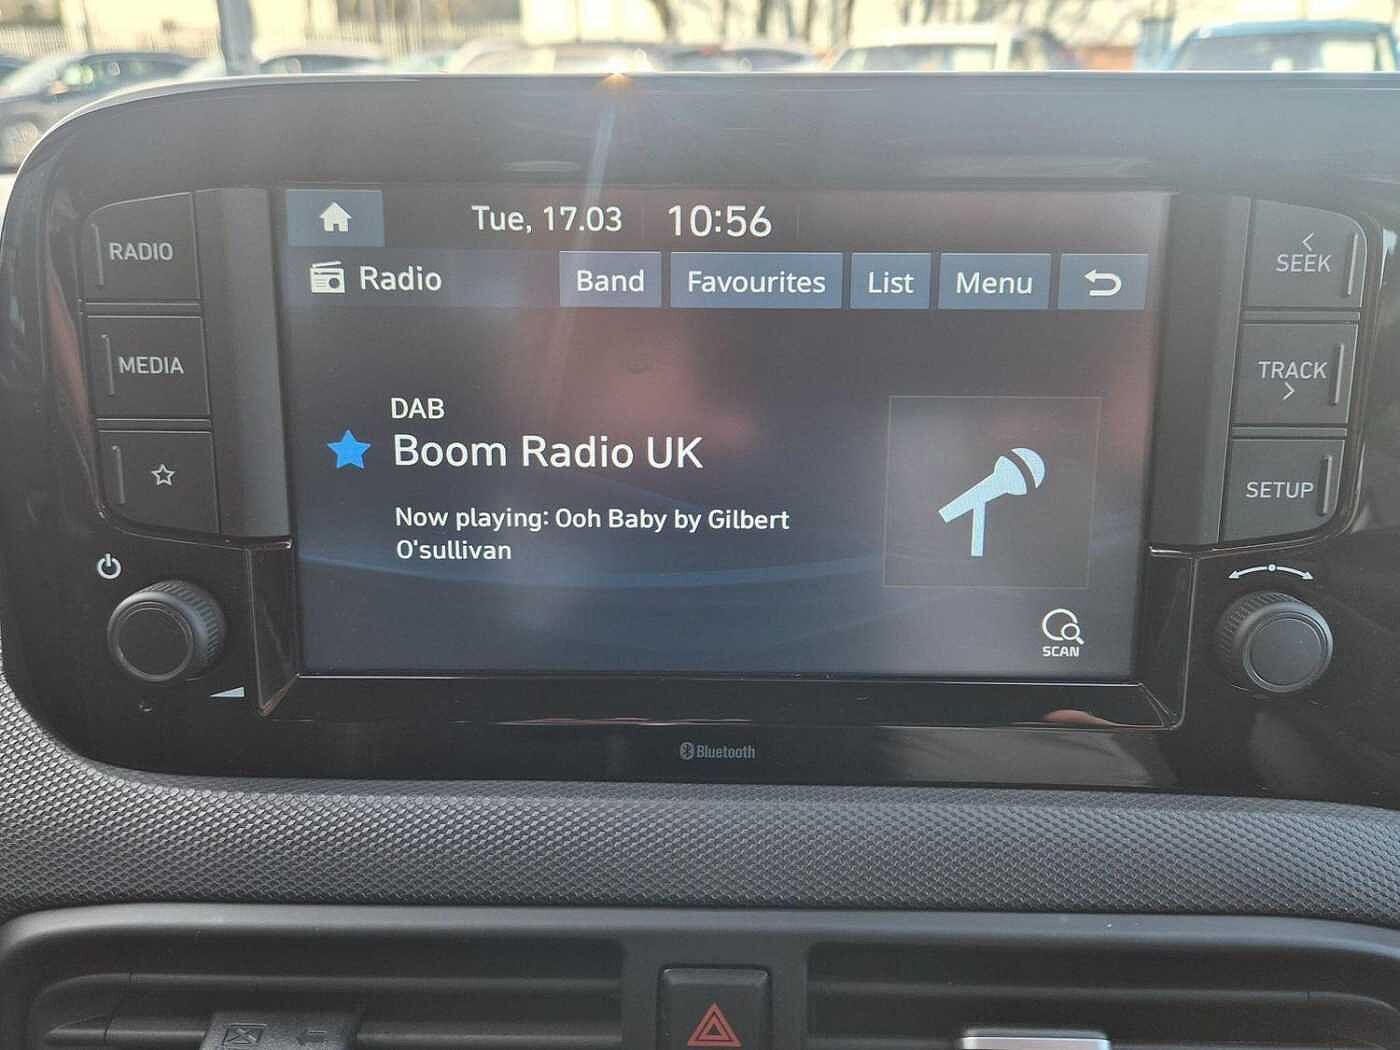 Tue, 17.03 10:56
RADIO
Radio
Band
Favourites
List
Menu
SEEK
MEDIA
TRACK
DAB
Boom Radio UK
SETUP
Now playing: Ooh Baby by Gilbert
O'sullivan
SCAN
Bluetooth